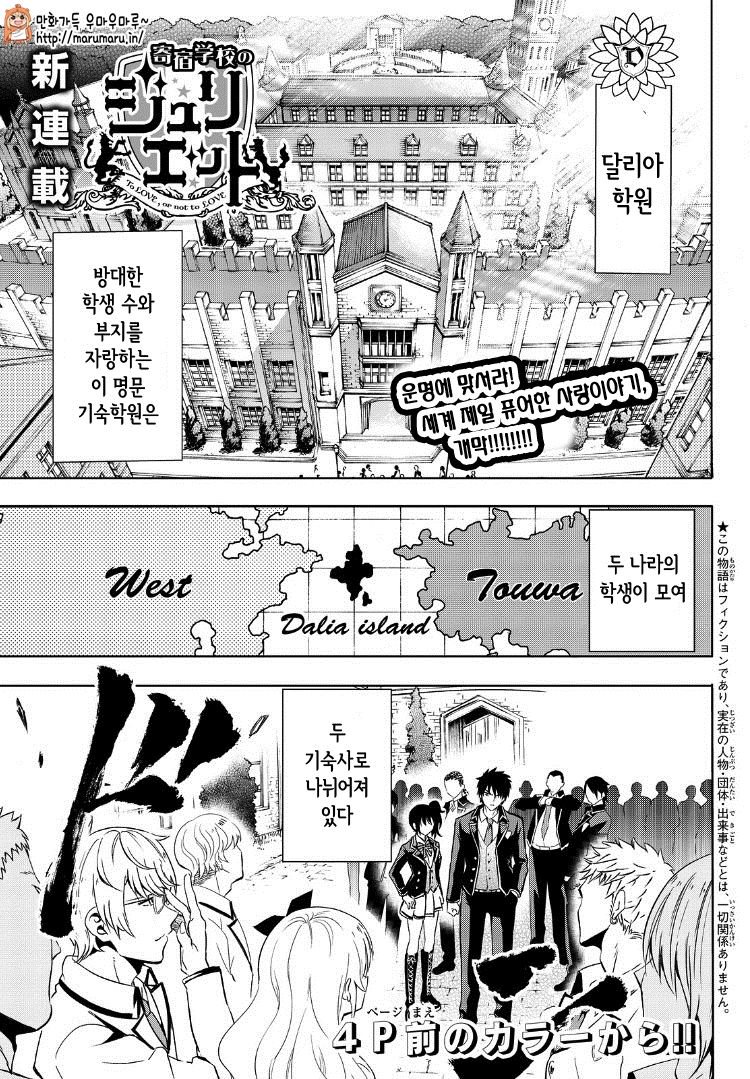 만화가득 오마오마루~
http://marumaru.in/
新連載
寄宿学校の
ジュリエット
To LOVE, or not to LOVE
D
달리아
학원
방대한
학생 수와
부지를
자랑하는
이 명문
기숙학원은
운명에 맞서라!
세계 제일 퓨어한 사랑이야기,
개막!!!!!!!!!
두 나라의
학생이 모여
West
Dalia island
Touwa
두
기숙사로
나뉘어져
있다
ドドーン
★この物語はフィクションであり、実在の人物・団体・出来事などとは、一切関係ありません。
4P前のカラーから!!